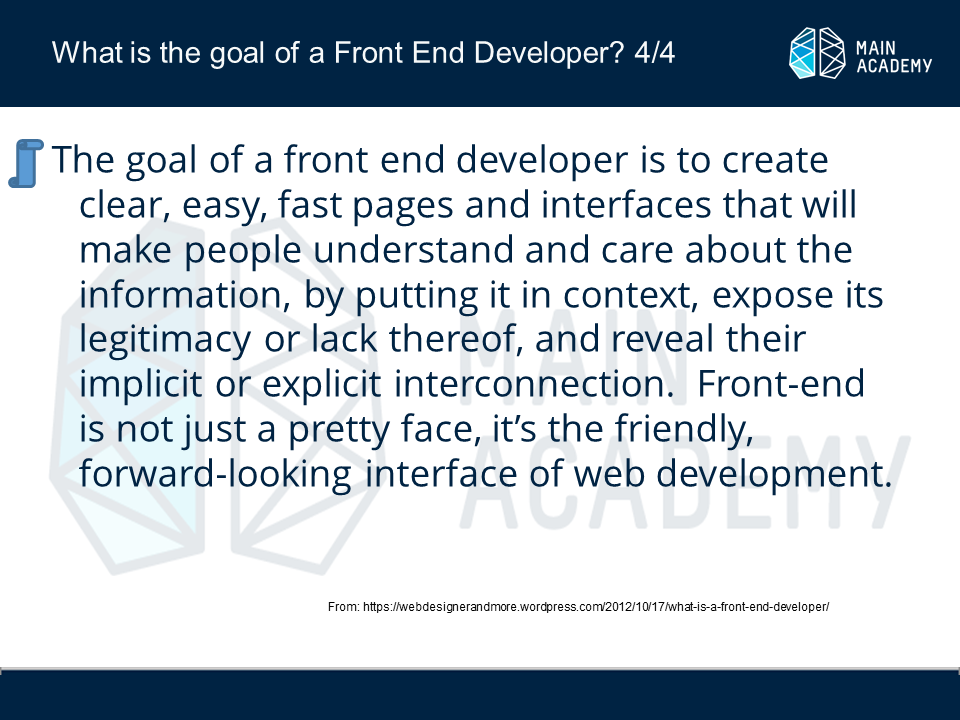 What is the goal of a Front End Developer? 4/4
MAIN
ACADEMY
The goal of a front end developer is to create
clear, easy, fast pages and interfaces that will
make people understand and care about the
information, by putting it in context, expose its
legitimacy or lack thereof, and reveal their
implicit or explicit interconnection.  Front-end
is not just a pretty face, it’s the friendly,
forward-looking interface of web development.
MAIN
ACADEMY
From: https://webdesignerandmore.wordpress.com/2012/10/17/what-is-a-front-end-developer/